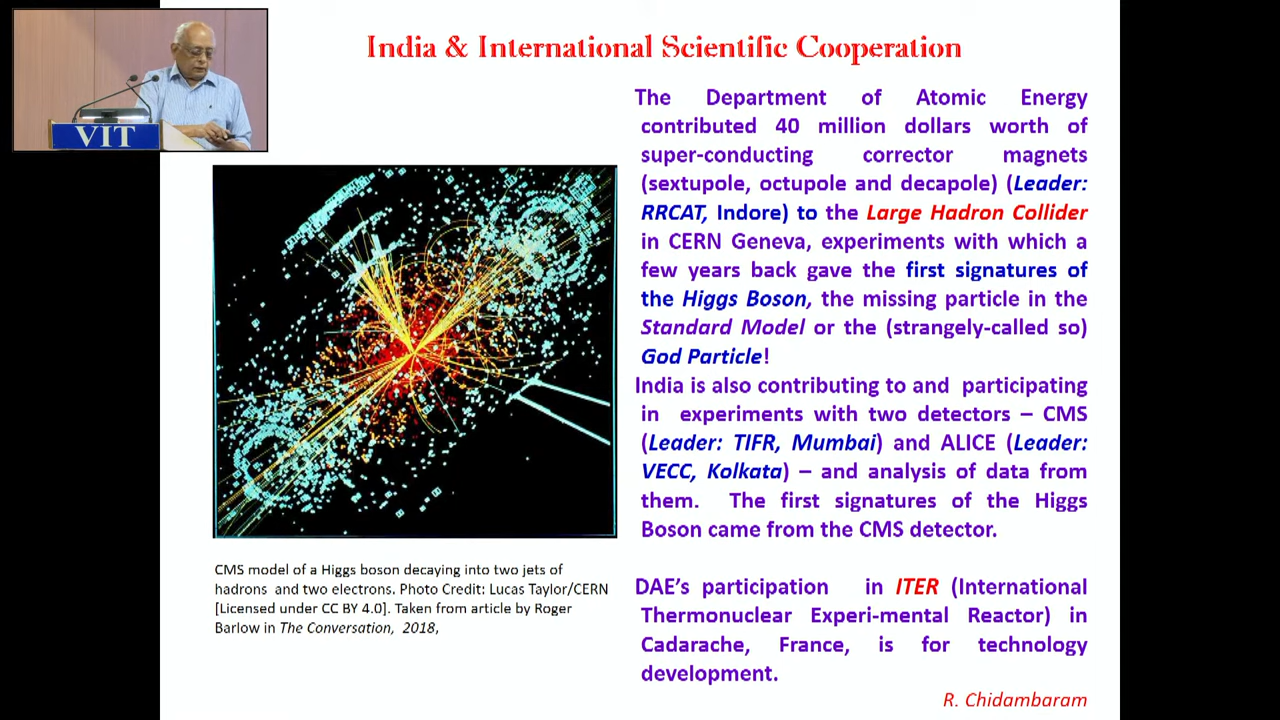 VIT
India & International Scientific Cooperation
The Department of Atomic Energy
contributed 40 million dollars worth of
super-conducting corrector magnets
(sextupole, octupole and decapole) (Leader:
RRCAT, Indore) to the Large Hadron Collider
in CERN Geneva, experiments with which a
few years back gave the first signatures of
the Higgs Boson, the missing particle in the
Standard Model or the (strangely-called so)
God Particle!
India is also contributing to and participating
in experiments with two detectors – CMS
(Leader: TIFR, Mumbai) and ALICE (Leader:
VECC, Kolkata) – and analysis of data from
them. The first signatures of the Higgs
Boson came from the CMS detector.
DAE's participation in ITER (International
Thermonuclear Experi-mental Reactor) in
Cadarache, France, is for technology
development.
CMS model of a Higgs boson decaying into two jets of
hadrons and two electrons. Photo Credit: Lucas Taylor/CERN
[Licensed under CC BY 4.0]. Taken from article by Roger
Barlow in The Conversation, 2018,
R. Chidambaram